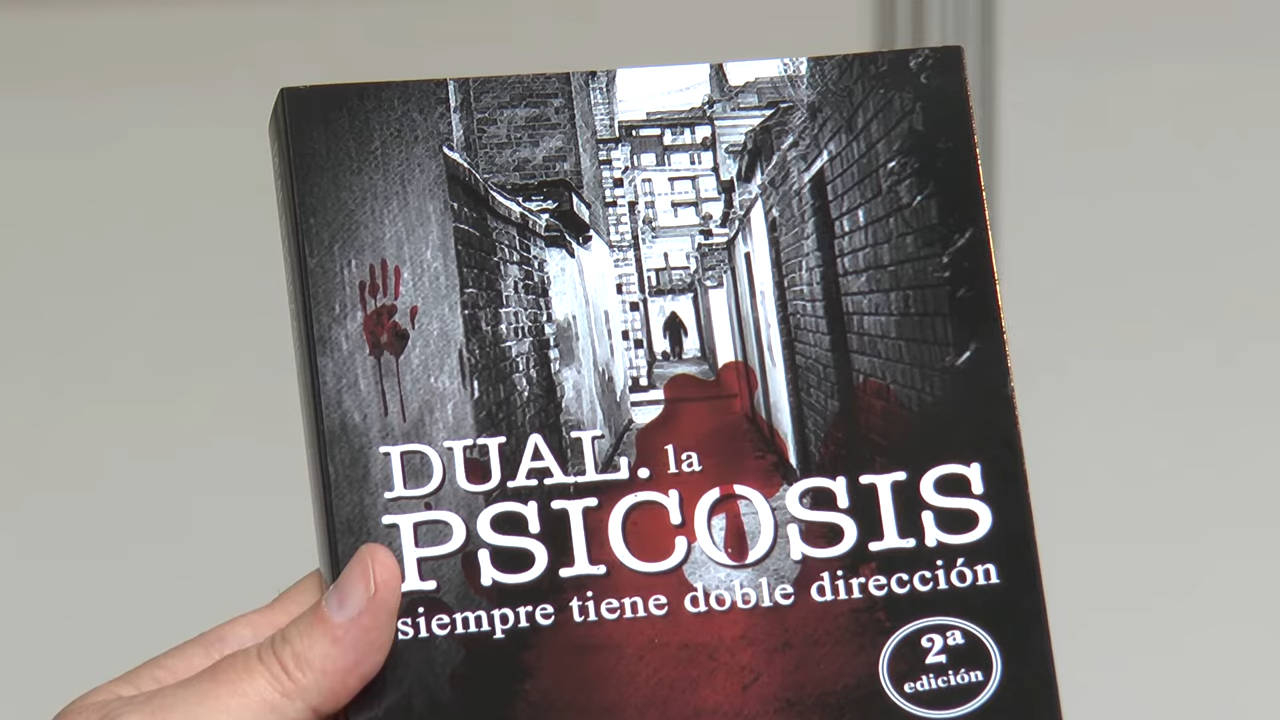 DUAL. la
PSICOSIS
siempre tiene doble dirección
2ª
edición